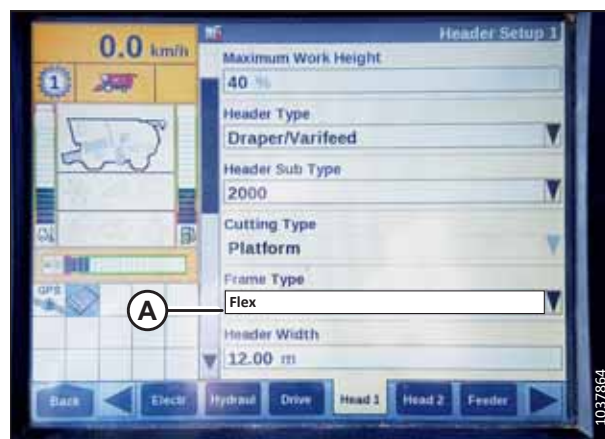 0.0 km/h
Header Setup 1
1
Maximum Work Height
40 %
Header Type
Draper/Varifeed
Header Sub Type
2000
Cutting Type
Platform
Frame Type
A
Flex
GPS
Header Width
12.00 m
Back
Electr
Hydraul
Drive
Head 1
Head 2
Feeder
1037864